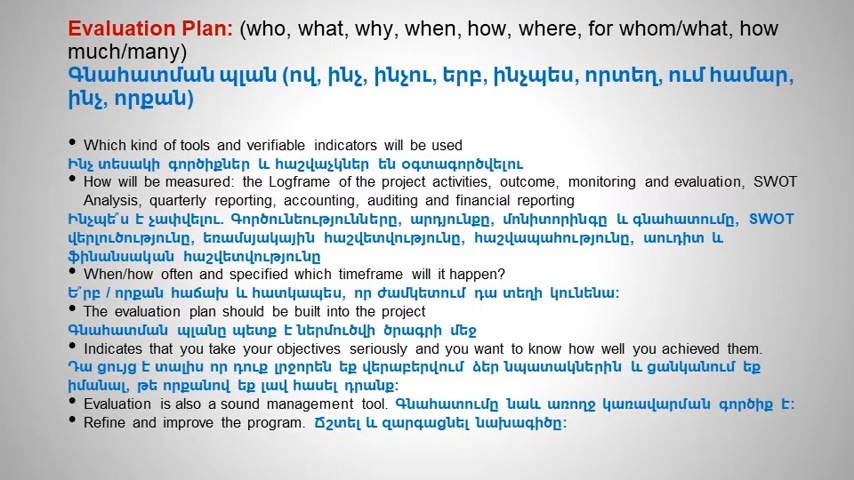 Evaluation Plan: (who, what, why, when, how, where, for whom/what, how
much/many)
Գնահատման պլան (ով, ինչ, ինչու, երբ, ինչպես, որտեղ, ում համար,
ինչ, որքան)
• Which kind of tools and verifiable indicators will be used
Ինչ տեսակի գործիքներ և հաշվաչկներ են օգտագործվելու
• How will be measured: the Logframe of the project activities, outcome, monitoring and evaluation, SWOT
Analysis, quarterly reporting, accounting, auditing and financial reporting
Ինչպե՞ս է չափվելու. Գործունեությունները, արդյունքը, մոնիտորինգը և գնահատումը, SWOT
վերլուծությունը, եռամսյակային հաշվետվությունը, հաշվապահությունը, աուդիտ և
ֆինանսական հաշվետվությունը
• When/how often and specified which timeframe will it happen?
Ե՞րբ / որքան հաճախ և հատկապես, որ ժամկետում դա տեղի կունենա:
• The evaluation plan should be built into the project
Գնահատման պլանը պետք է ներմուծվի ծրագրի մեջ
• Indicates that you take your objectives seriously and you want to know how well you achieved them.
Դա ցույց է տալիս որ դուք լրջորեն եք վերաբերվում ձեր նպատակներին և ցանկանում եք
իմանալ, թե որքանով եք լավ հասել դրանք:
• Evaluation is also a sound management tool. Գնահատումը նաև առողջ կառավարման գործիք է:
• Refine and improve the program. Ճշտել և զարգացնել նախագիծը: